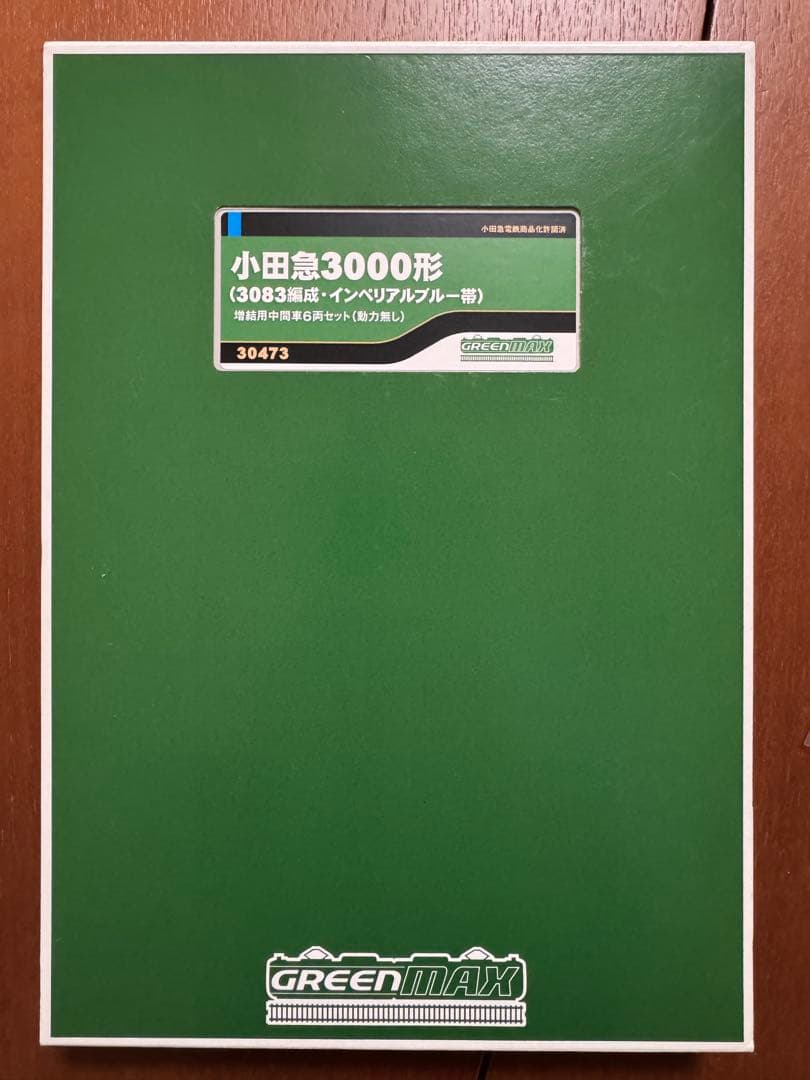 小田急電鉄商品化許諾済
小田急3000形
(3083編成・インペリアルブルー帯)
増結用中間車6両セット(動力無し)
30473
GREENMAX
GREENMAX